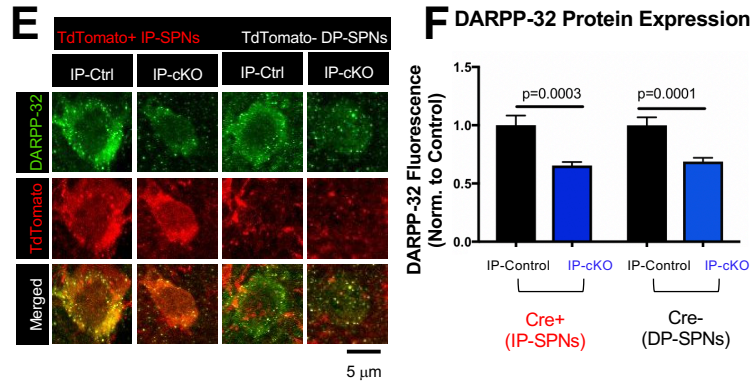 E
TdTomato+ IP-SPNs TdTomato- DP-SPNs
IP-Ctrl IP-cKO IP-Ctrl IP-cKO
DARPP-32
TdTomato
Merged
5 μm
F DARPP-32 Protein Expression
DARPP-32 Fluorescence
(Norm. to Control)
1.5
1.0
0.5
0.0
p=0.0003 p=0.0001
IP-Control IP-cKO IP-Control IP-cKO
Cre+
(IP-SPNs)
Cre-
(DP-SPNs)